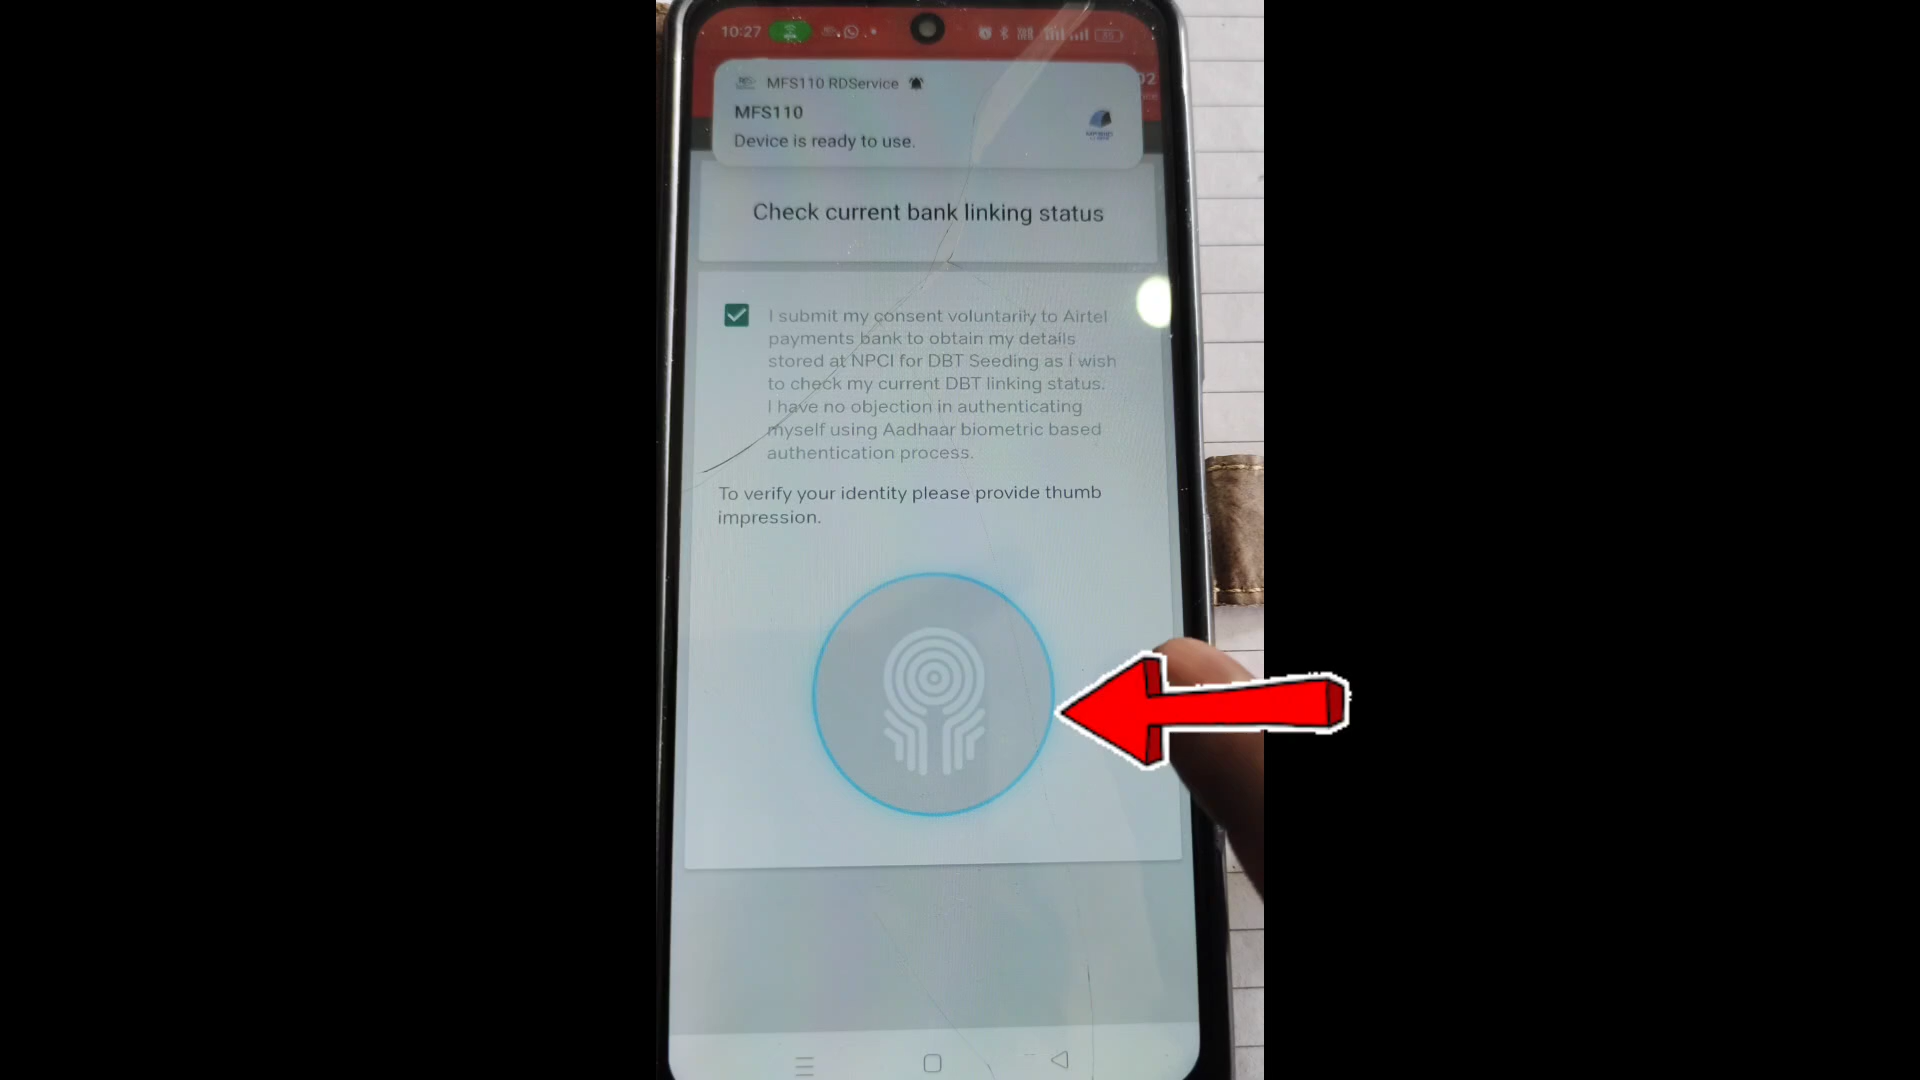 10:27
MFS110 RDService
02
MFS110
Device is ready to use.
Check current bank linking status
I submit my consent voluntarily to Airtel
payments bank to obtain my details
stored at NPCI for DBT Seeding as I wish
to check my current DBT linking status.
I have no objection in authenticating
myself using Aadhaar biometric based
authentication process.
To verify your identity please provide thumb
impression.